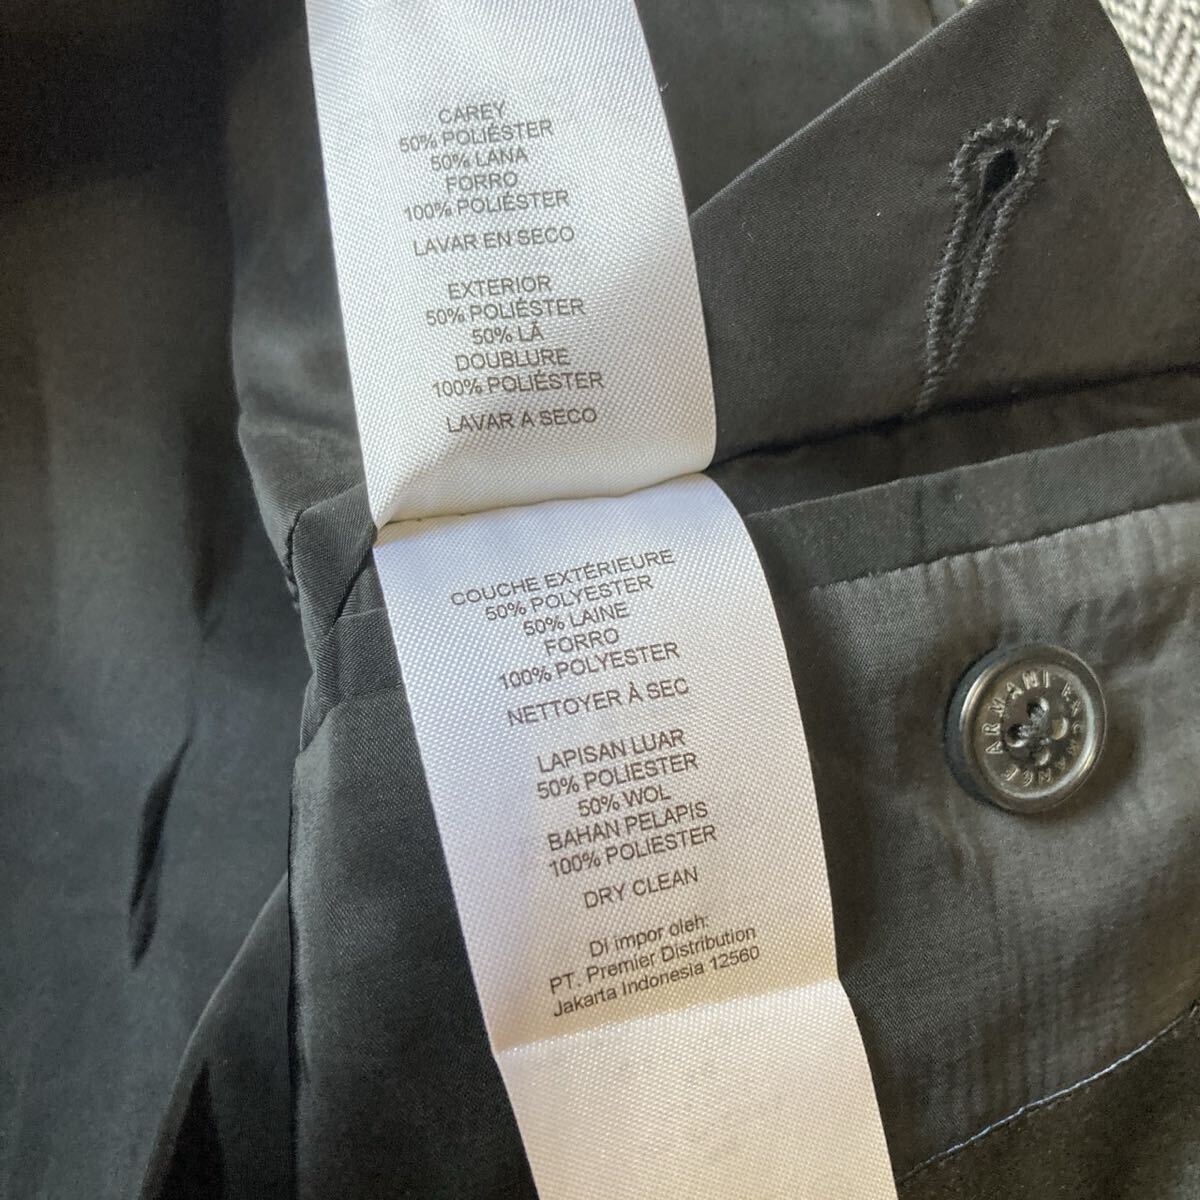 CAREY
50% POLIÉSTER
50% LANA
FORRO
100% POLIÉSTER
LAVAR EN SECO
EXTERIOR
50% POLIÉSTER
50% LÃ
DOUBLURE
100% POLIÉSTER
LAVAR A SECO
COUCHE EXTÉRIEURE
50% POLYESTER
50% LAINE
FORRO
100% POLYESTER
NETTOYER À SEC
LAPISAN LUAR
50% POLIESTER
50% WOL
BAHAN PELAPIS
100% POLIESTER
DRY CLEAN
Di impor oleh:
PT. Premier Distribution
Jakarta Indonesia 12560
ARMANI EXCHANGE